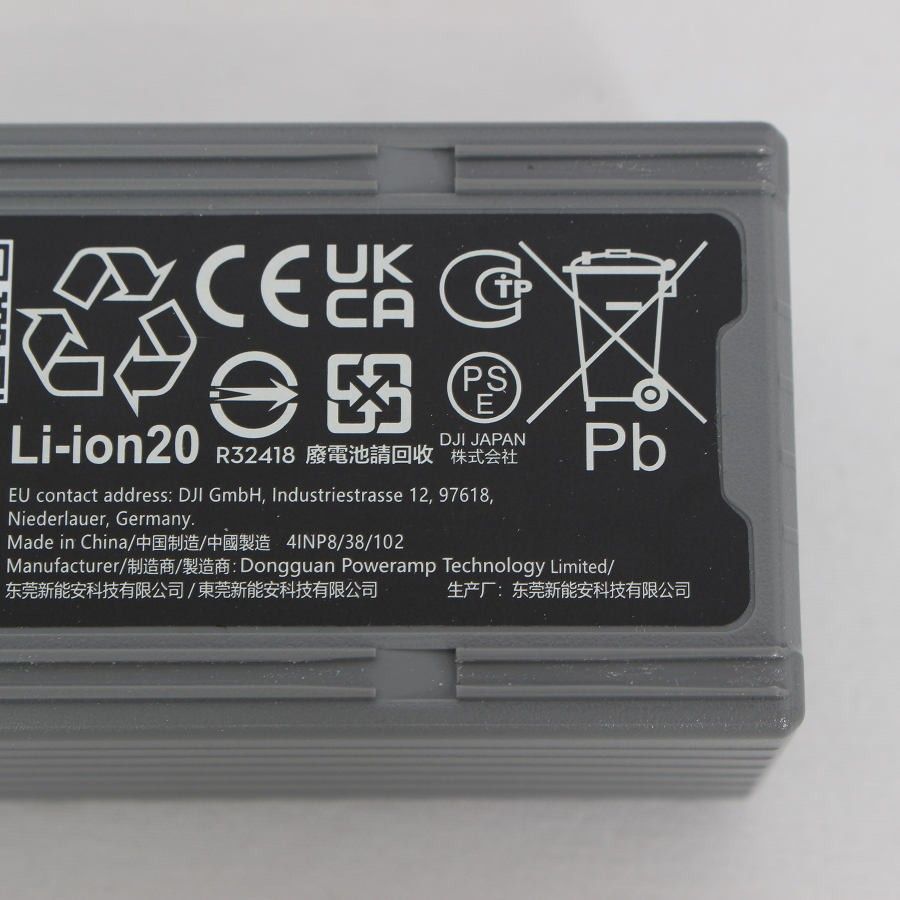 CE
UK
CA
CTP
PS
E
Li-ion20
R32418
廢電池請回收
DJI JAPAN
株式会社
Pb
EU contact address: DJI GmbH, Industriestrasse 12, 97618,
Niederlauer, Germany.
Made in China/中国制造/中國製造 4INP8/38/102
Manufacturer/制造商/製造商: Dongguan Poweramp Technology Limited/
东莞新能安科技有限公司 / 東莞新能安科技有限公司 生产厂: 东莞新能安科技有限公司